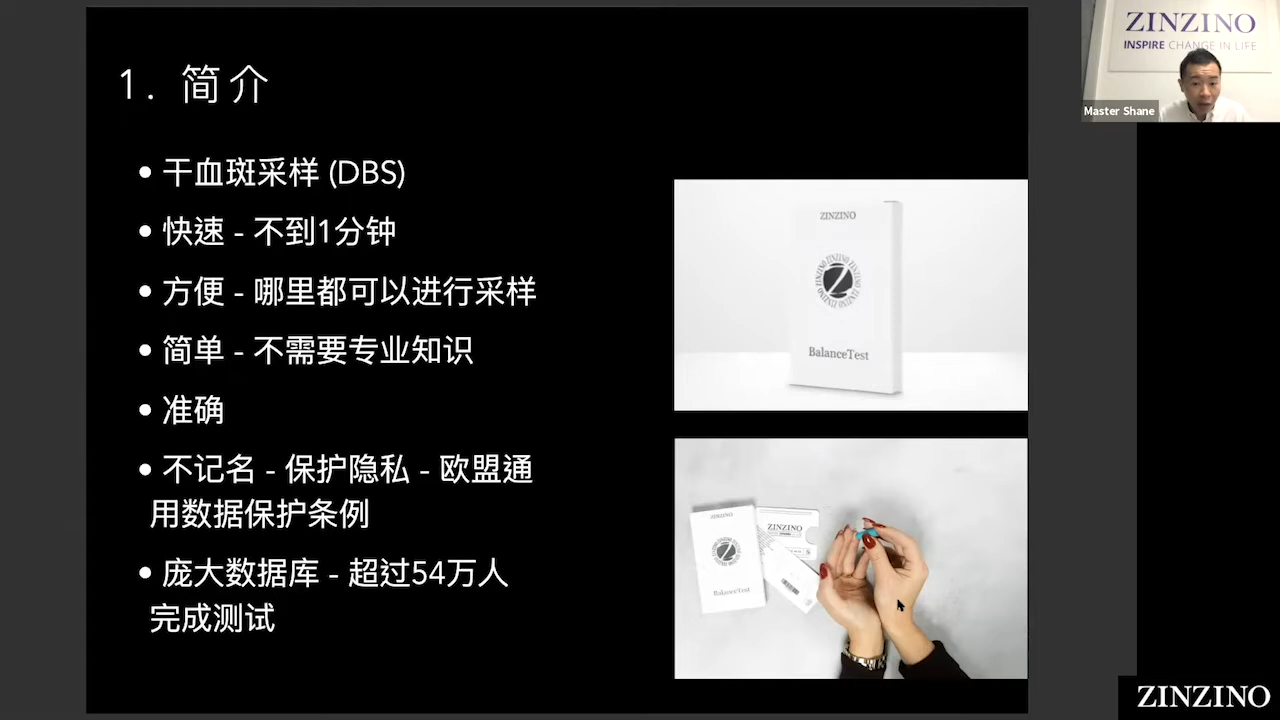 1. 简介
• 干血斑采样 (DBS)
• 快速 - 不到1分钟
• 方便 - 哪里都可以进行采样
• 简单 - 不需要专业知识
• 准确
• 不记名 - 保护隐私 - 欧盟通
用数据保护条例
• 庞大数据库 - 超过54万人
完成测试
ZINZINO
BalanceTest
ZINZINO
BalanceTest
ZINZINO
ZINZINO
INSPIRE CHANGE IN LIFE
Master Shane
ZINZINO